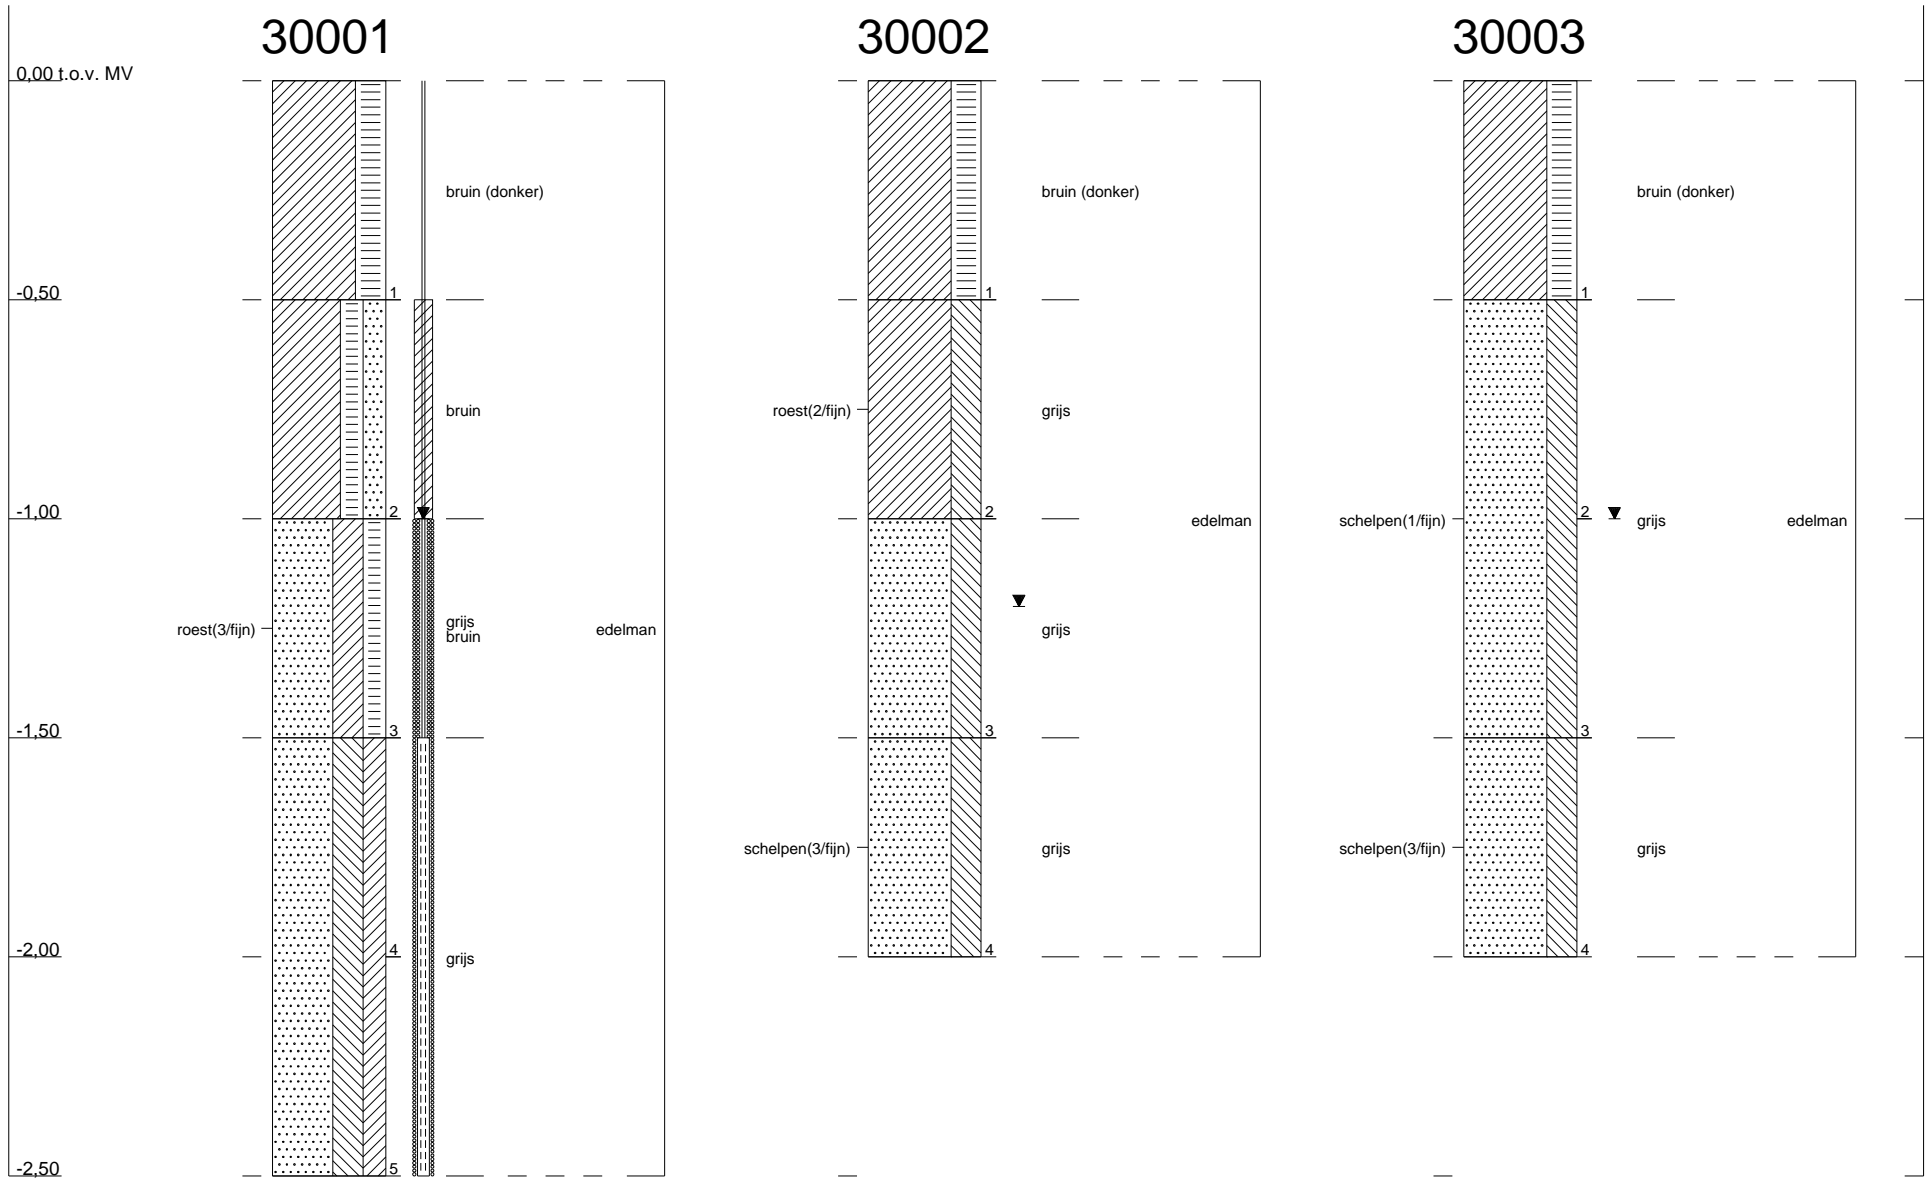 30001 30002 30003
0,00 t.o.v. MV
bruin (donker) bruin (donker) bruin (donker)
-0,50 1 1 1
bruin roest(2/fijn) grijs
-1,00 2 2 2
edelman schelpen(1/fijn) grijs edelman
roest(3/fijn) grijs
bruin edelman grijs
-1,50 3 3 3
schelpen(3/fijn) grijs schelpen(3/fijn) grijs
-2,00 4 4 4
grijs
-2,50 5